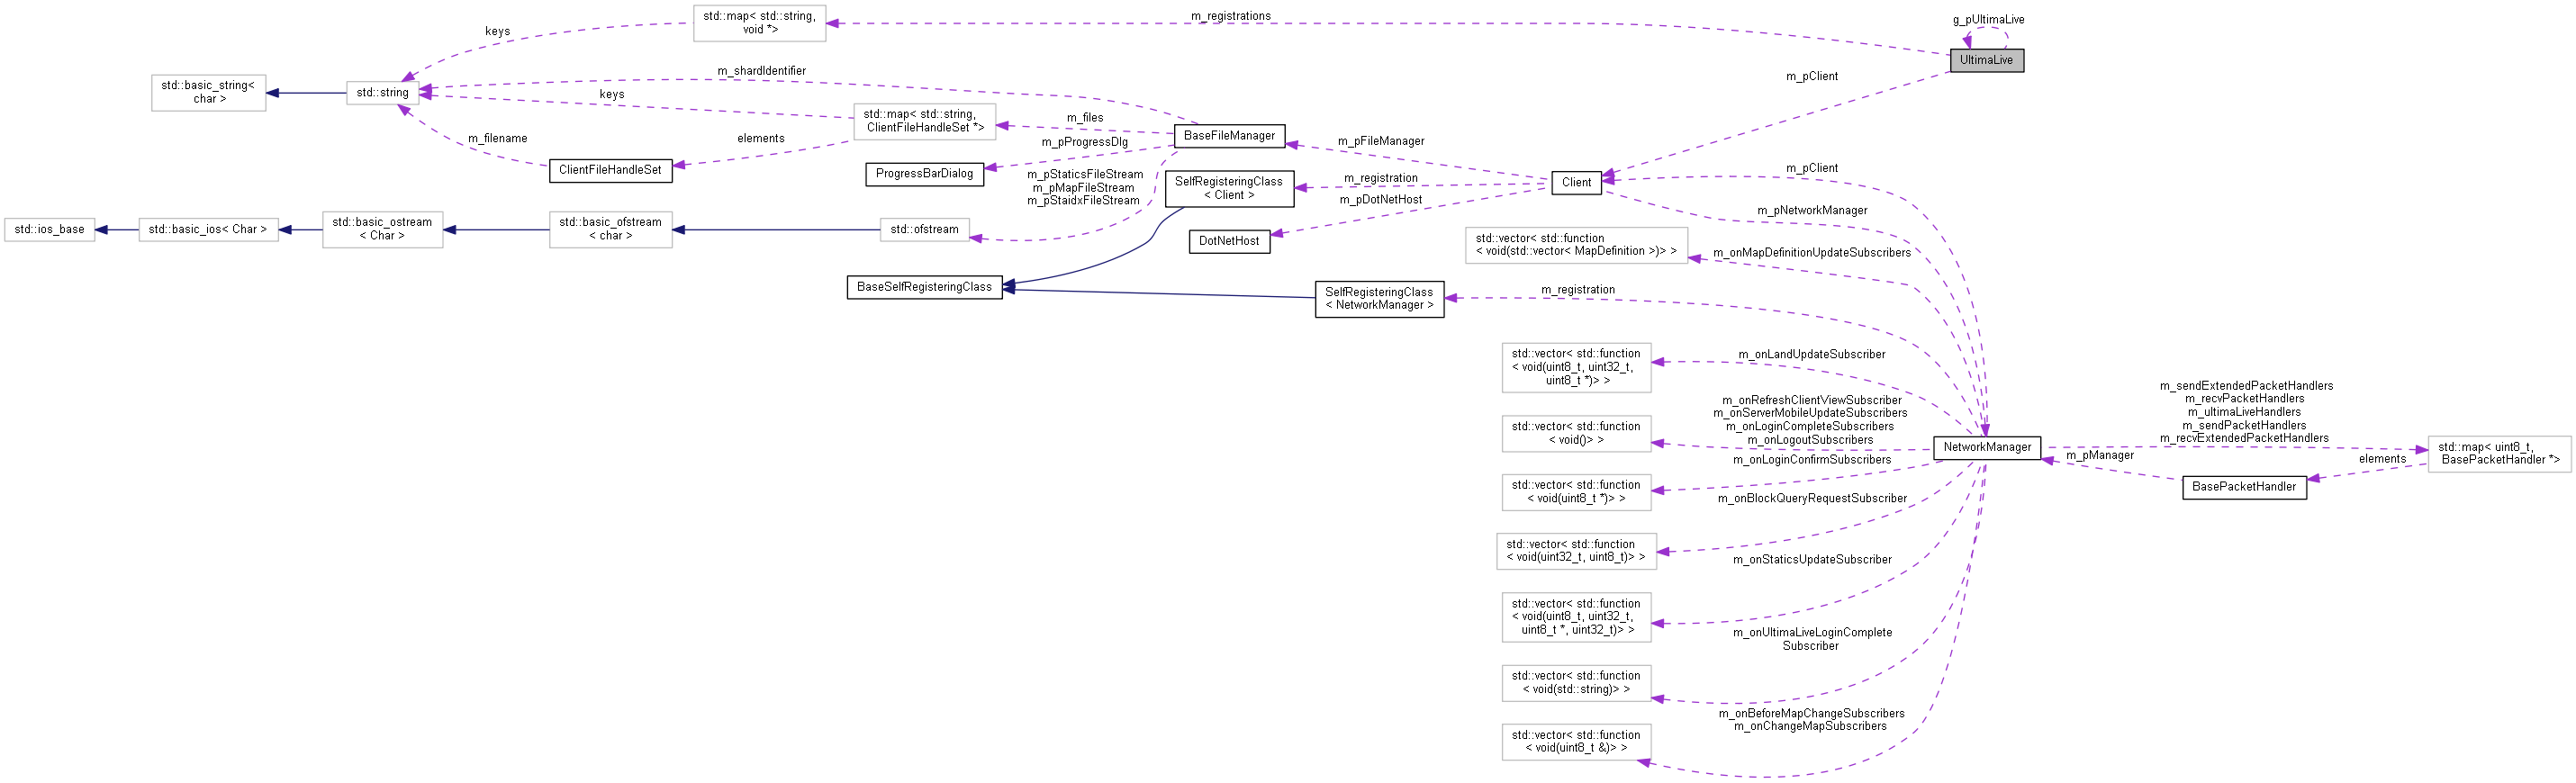 std::map< std::string,
void *>
m_registrations
g_pUltimaLive
keys
UltimaLive
m_shardIdentifier
m_pClient
std::basic_string<
char >
std::string
keys
std::map< std::string,
ClientFileHandleSet *>
m_files
BaseFileManager
m_filename
elements
m_pProgressDlg
m_pFileManager
ClientFileHandleSet
ProgressBarDialog
m_pStaticsFileStream
m_pMapFileStream
m_pStaidxFileStream
SelfRegisteringClass
< Client >
m_registration
m_pDotNetHost
Client
m_pClient
m_pNetworkManager
std::ios_base
std::basic_ios< Char >
std::basic_ostream
< Char >
std::basic_ofstream
< char >
std::ofstream
DotNetHost
std::vector< std::function
< void(std::vector< MapDefinition >)> >
m_onMapDefinitionUpdateSubscribers
BaseSelfRegisteringClass
SelfRegisteringClass
< NetworkManager >
m_registration
std::vector< std::function
< void(uint8_t, uint32_t,
uint8_t *)> >
m_onLandUpdateSubscriber
std::vector< std::function
< void()> >
m_onRefreshClientViewSubscriber
m_onServerMobileUpdateSubscribers
m_onLoginCompleteSubscribers
m_onLogoutSubscribers
NetworkManager
m_sendExtendedPacketHandlers
m_recvPacketHandlers
m_ultimaLiveHandlers
m_sendPacketHandlers
m_recvExtendedPacketHandlers
std::map< uint8_t,
BasePacketHandler *>
m_pManager
elements
BasePacketHandler
m_onLoginConfirmSubscribers
std::vector< std::function
< void(uint8_t *)> >
m_onBlockQueryRequestSubscriber
std::vector< std::function
< void(uint32_t, uint8_t)> >
m_onStaticsUpdateSubscriber
std::vector< std::function
< void(uint8_t, uint32_t,
uint8_t *, uint32_t)> >
m_onUltimaLiveLoginComplete
Subscriber
std::vector< std::function
< void(std::string)> >
m_onBeforeMapChangeSubscribers
m_onChangeMapSubscribers
std::vector< std::function
< void(uint8_t &)> >